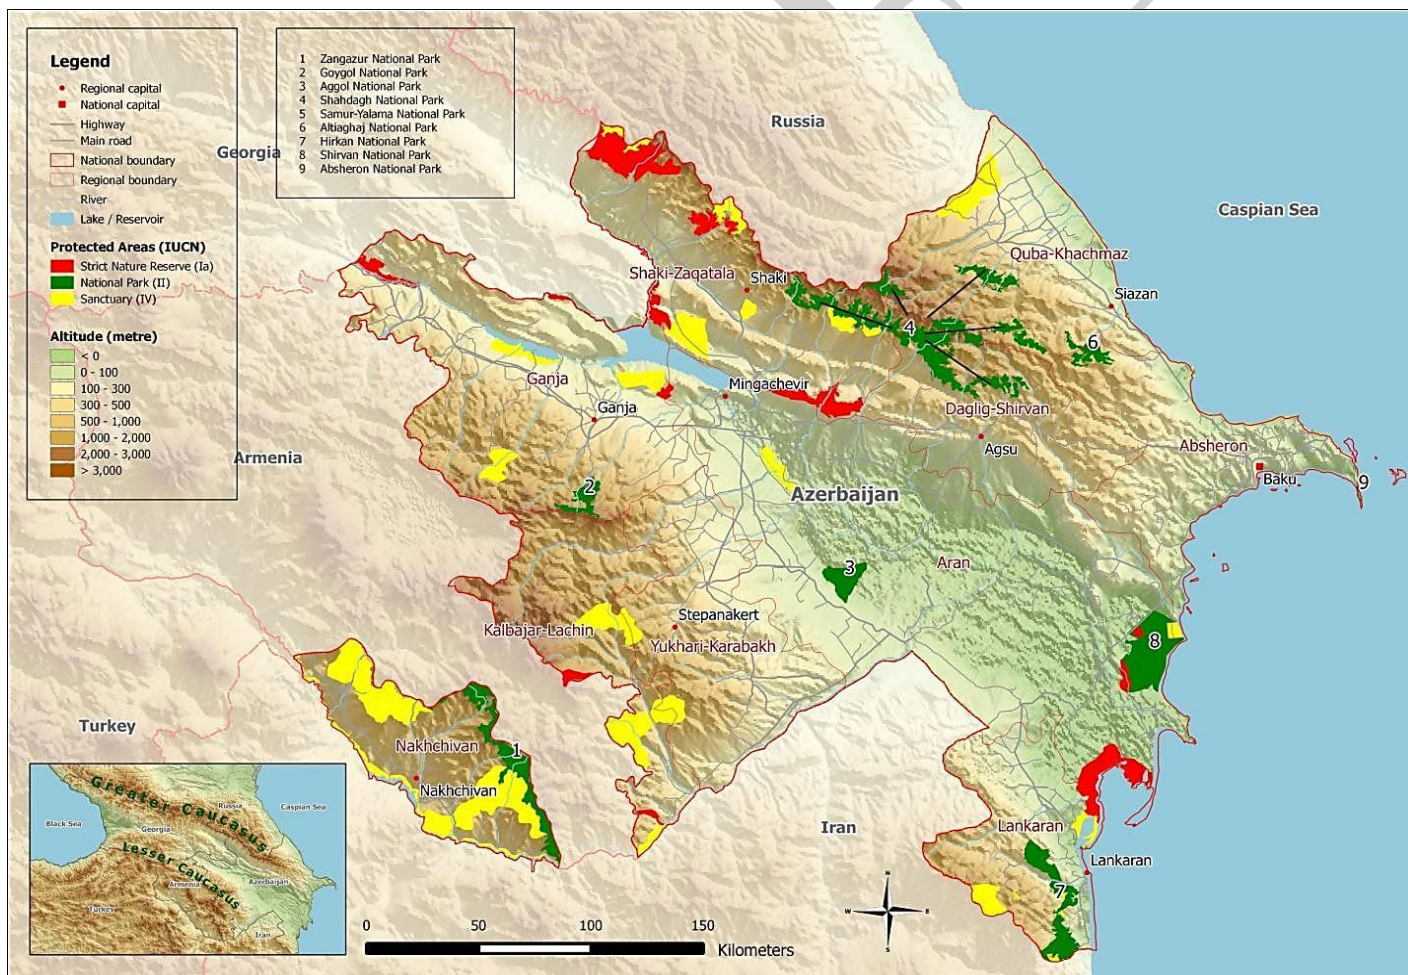 Legend
Regional capital
National capital
Highway
Main road
National boundary
Regional boundary
River
Lake / Reservoir
Protected Areas (IUCN)
Strict Nature Reserve (Ia)
National Park (II)
Sanctuary (IV)
Altitude (metre)
< 0
0 - 100
100 - 300
300 - 500
500 - 1,000
1,000 - 2,000
2,000 - 3,000
> 3,000
1 Zangazur National Park
2 Goygol National Park
3 Aggol National Park
4 Shahdagh National Park
5 Samur-Yalama National Park
6 Altiaghaj National Park
7 Hirkan National Park
8 Shirvan National Park
9 Absheron National Park
Russia
Georgia
Caspian Sea
Quba-Khachmaz
Shaki-Zaqatala
Shaki
Siazan
4
6
Ganja
Mingachevir
Ganja
Daglig-Shirvan
Agsu
Absheron
Armenia
Baku
9
2
Azerbaijan
3
Aran
Stepanakert
Kalbajar-Lachin
Yukhari-Karabakh
8
Turkey
Nakhchivan
1
Nakhchivan
Iran
Lankaran
Lankaran
7
Greater Caucasus
Russia
Caspian Sea
Black Sea
Georgia
Lesser Caucasus
Armenia
Azerbaijan
Turkey
Iran
0 50 100 150
Kilometers
N
W E
S